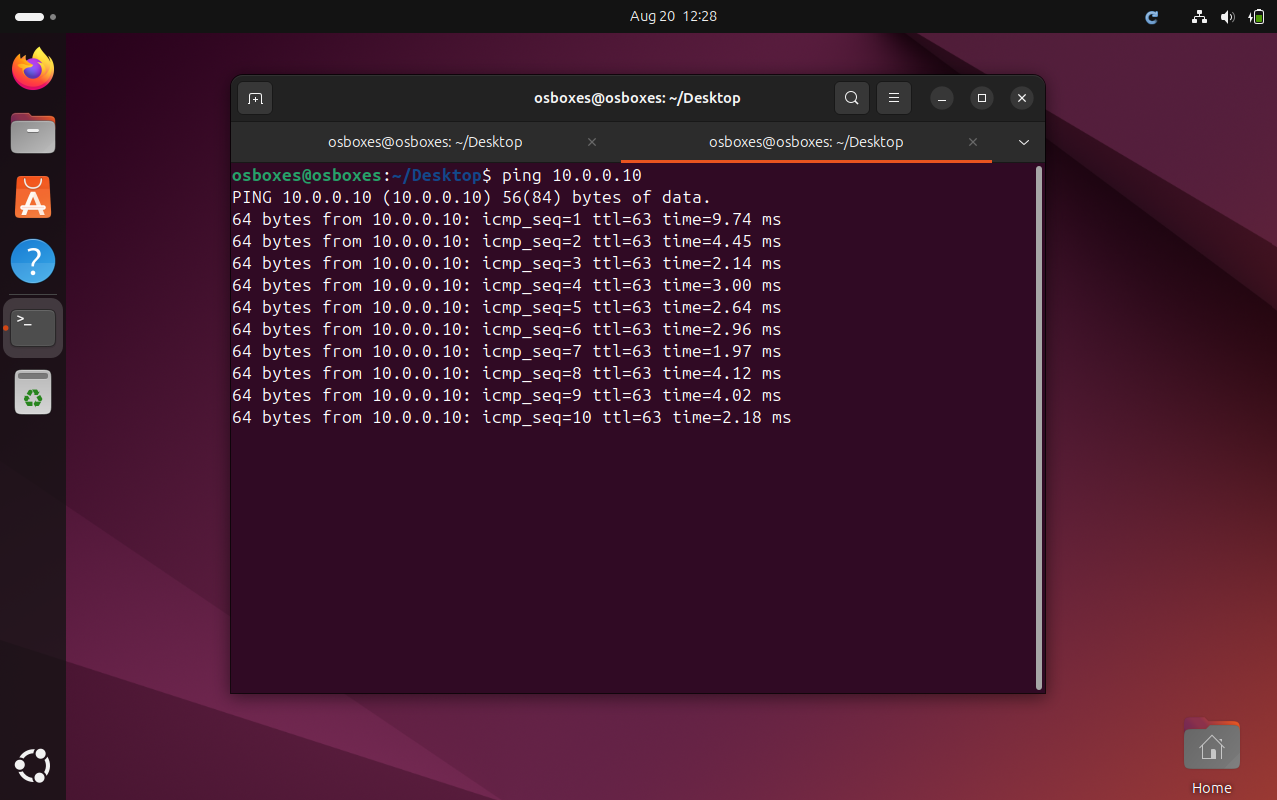 Aug 20 12:28
osboxes@osboxes: ~/Desktop
osboxes@osboxes: ~/Desktop
osboxes@osboxes: ~/Desktop
osboxes@osboxes:~/Desktop$ ping 10.0.0.10
PING 10.0.0.10 (10.0.0.10) 56(84) bytes of data.
64 bytes from 10.0.0.10: icmp_seq=1 ttl=63 time=9.74 ms
64 bytes from 10.0.0.10: icmp_seq=2 ttl=63 time=4.45 ms
64 bytes from 10.0.0.10: icmp_seq=3 ttl=63 time=2.14 ms
64 bytes from 10.0.0.10: icmp_seq=4 ttl=63 time=3.00 ms
64 bytes from 10.0.0.10: icmp_seq=5 ttl=63 time=2.64 ms
64 bytes from 10.0.0.10: icmp_seq=6 ttl=63 time=2.96 ms
64 bytes from 10.0.0.10: icmp_seq=7 ttl=63 time=1.97 ms
64 bytes from 10.0.0.10: icmp_seq=8 ttl=63 time=4.12 ms
64 bytes from 10.0.0.10: icmp_seq=9 ttl=63 time=4.02 ms
64 bytes from 10.0.0.10: icmp_seq=10 ttl=63 time=2.18 ms
Home